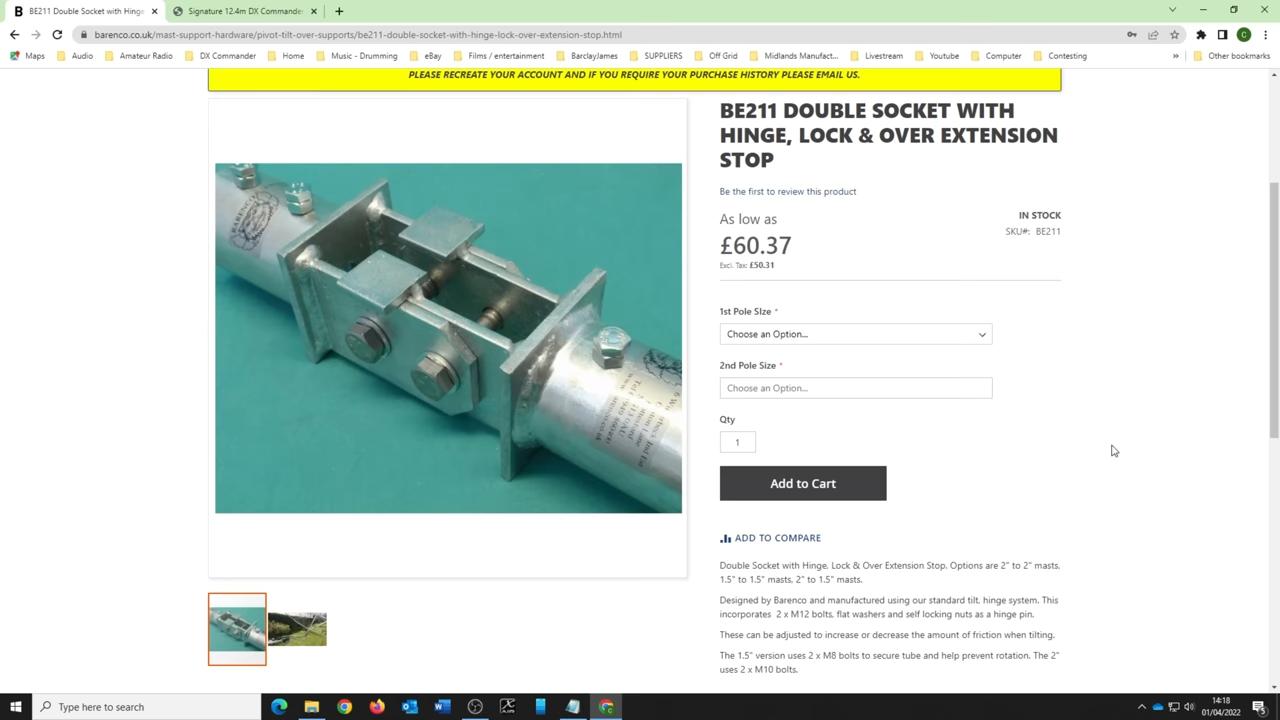 BE211 Double Socket with Hinge
Signature 12.4m DX Commander
barenco.co.uk/mast-support-hardware/pivot-tilt-over-supports/be211-double-socket-with-hinge-lock-over-extension-stop.html
Maps Audio Amateur Radio DX Commander Home Music - Drumming eBay Films / entertainment BarclayJames SUPPLIERS Off Grid Midlands Manufact... Livestream Youtube Computer Contesting » Other bookmarks
PLEASE RECREATE YOUR ACCOUNT AND IF YOU REQUIRE YOUR PURCHASE HISTORY PLEASE EMAIL US.
BE211 DOUBLE SOCKET WITH
HINGE, LOCK & OVER EXTENSION
STOP
Be the first to review this product
As low as
IN STOCK
£60.37
SKU#: BE211
Excl. Tax: £50.31
1st Pole SIze *
Choose an Option...
2nd Pole Size *
Choose an Option...
Qty
1
Add to Cart
ADD TO COMPARE
Double Socket with Hinge, Lock & Over Extension Stop. Options are 2" to 2" masts,
1.5" to 1.5" masts, 2" to 1.5" masts.
Designed by Barenco and manufactured using our standard tilt, hinge system. This
incorporates 2 x M12 bolts, flat washers and self locking nuts as a hinge pin.
These can be adjusted to increase or decrease the amount of friction when tilting.
The 1.5" version uses 2 x M8 bolts to secure tube and help prevent rotation. The 2"
uses 2 x M10 bolts.
Type here to search
14:18
01/04/2022